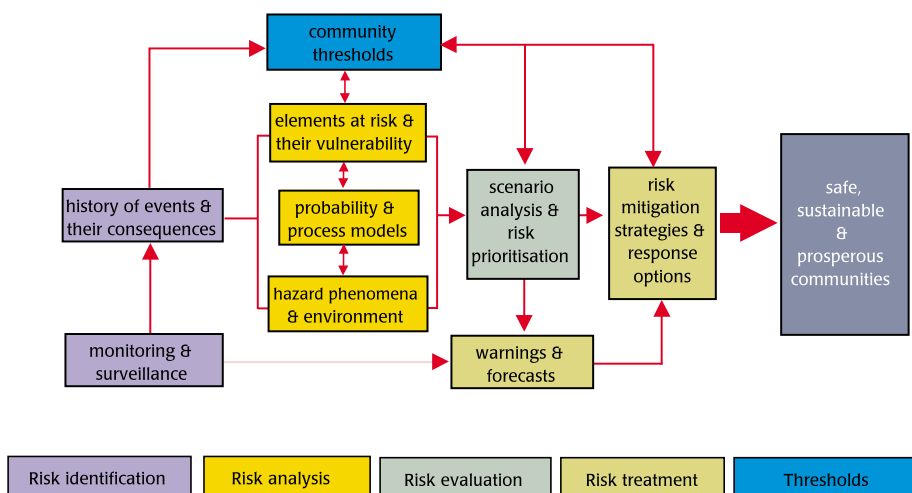 community
thresholds
elements at risk &
their vulnerability
history of events &
their consequences
probability &
process models
hazard phenomena
& environment
monitoring &
surveillance
scenario
analysis &
risk
prioritisation
warnings &
forecasts
risk
mitigation
strategies &
response
options
safe,
sustainable
&
prosperous
communities
Risk identification
Risk analysis
Risk evaluation
Risk treatment
Thresholds